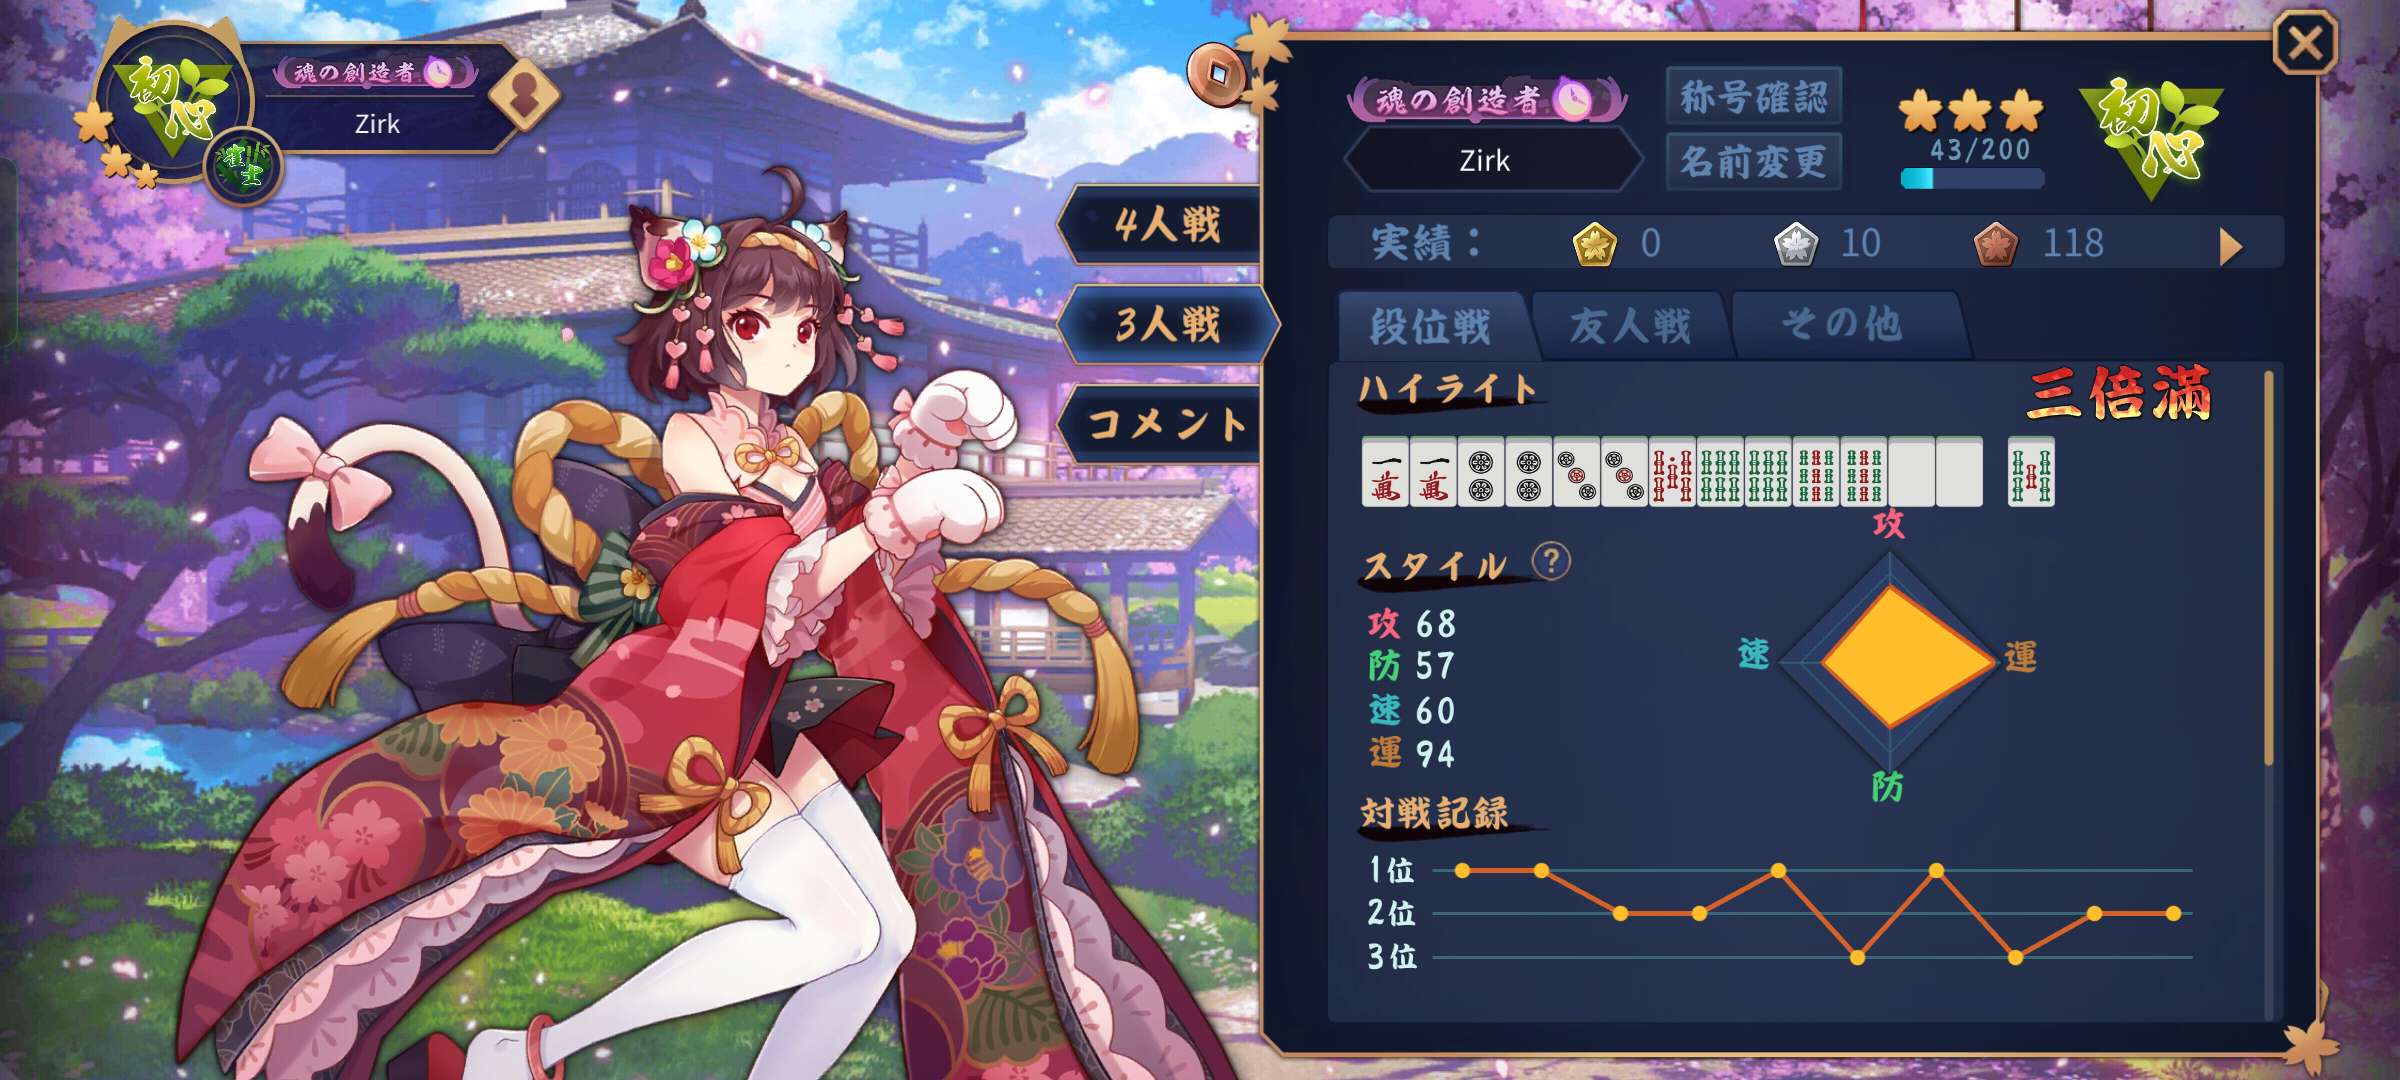 初心
魂の創造者
Zirk
雀士
4人戦
3人戦
コメント
魂の創造者
Zirk
称号確認
名前変更
43/200
初心
実績：
0
10
118
段位戦
友人戦
その他
ハイライト
三倍満
一萬
一萬
スタイル ?
攻 68
防 57
速 60
運 94
攻
速
運
防
対戦記録
1位
2位
3位